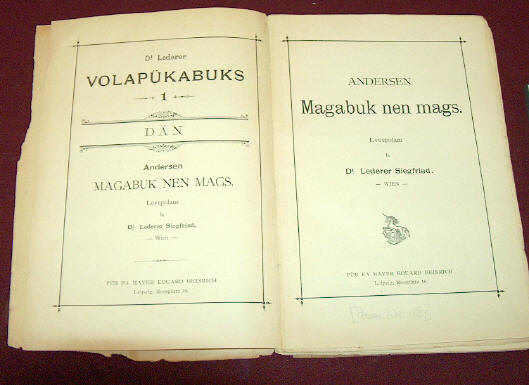 Dr Lederer
VOLAPÜKABUKS
1
DÄN
Andersen
MAGABUK NEN MAGS.
Lovepolam
fa
Dr Lederer Siegfried.
— Wien —
PÜB FA MAYER EDUARD HEINRICH
Leipzig, Rossplatz 16.
ANDERSEN
Magabuk nen mags.
Lovepolam
fa
Dr Lederer Siegfried.
— WIEN —
PÜB FA MAYER EDUARD HEINRICH
Leipzig, Rossplatz 16.